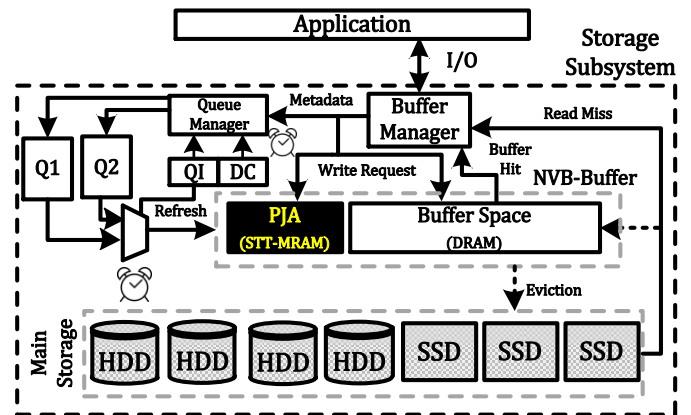 Application
I/O
Storage
Subsystem
Queue
Manager
Metadata
Buffer
Manager
Read Miss
Q1
Q2
QI
DC
Write Request
Buffer
Hit
NVB-Buffer
Refresh
PJA
(STT-MRAM)
Buffer Space
(DRAM)
Eviction
Main
Storage
HDD
HDD
HDD
HDD
SSD
SSD
SSD